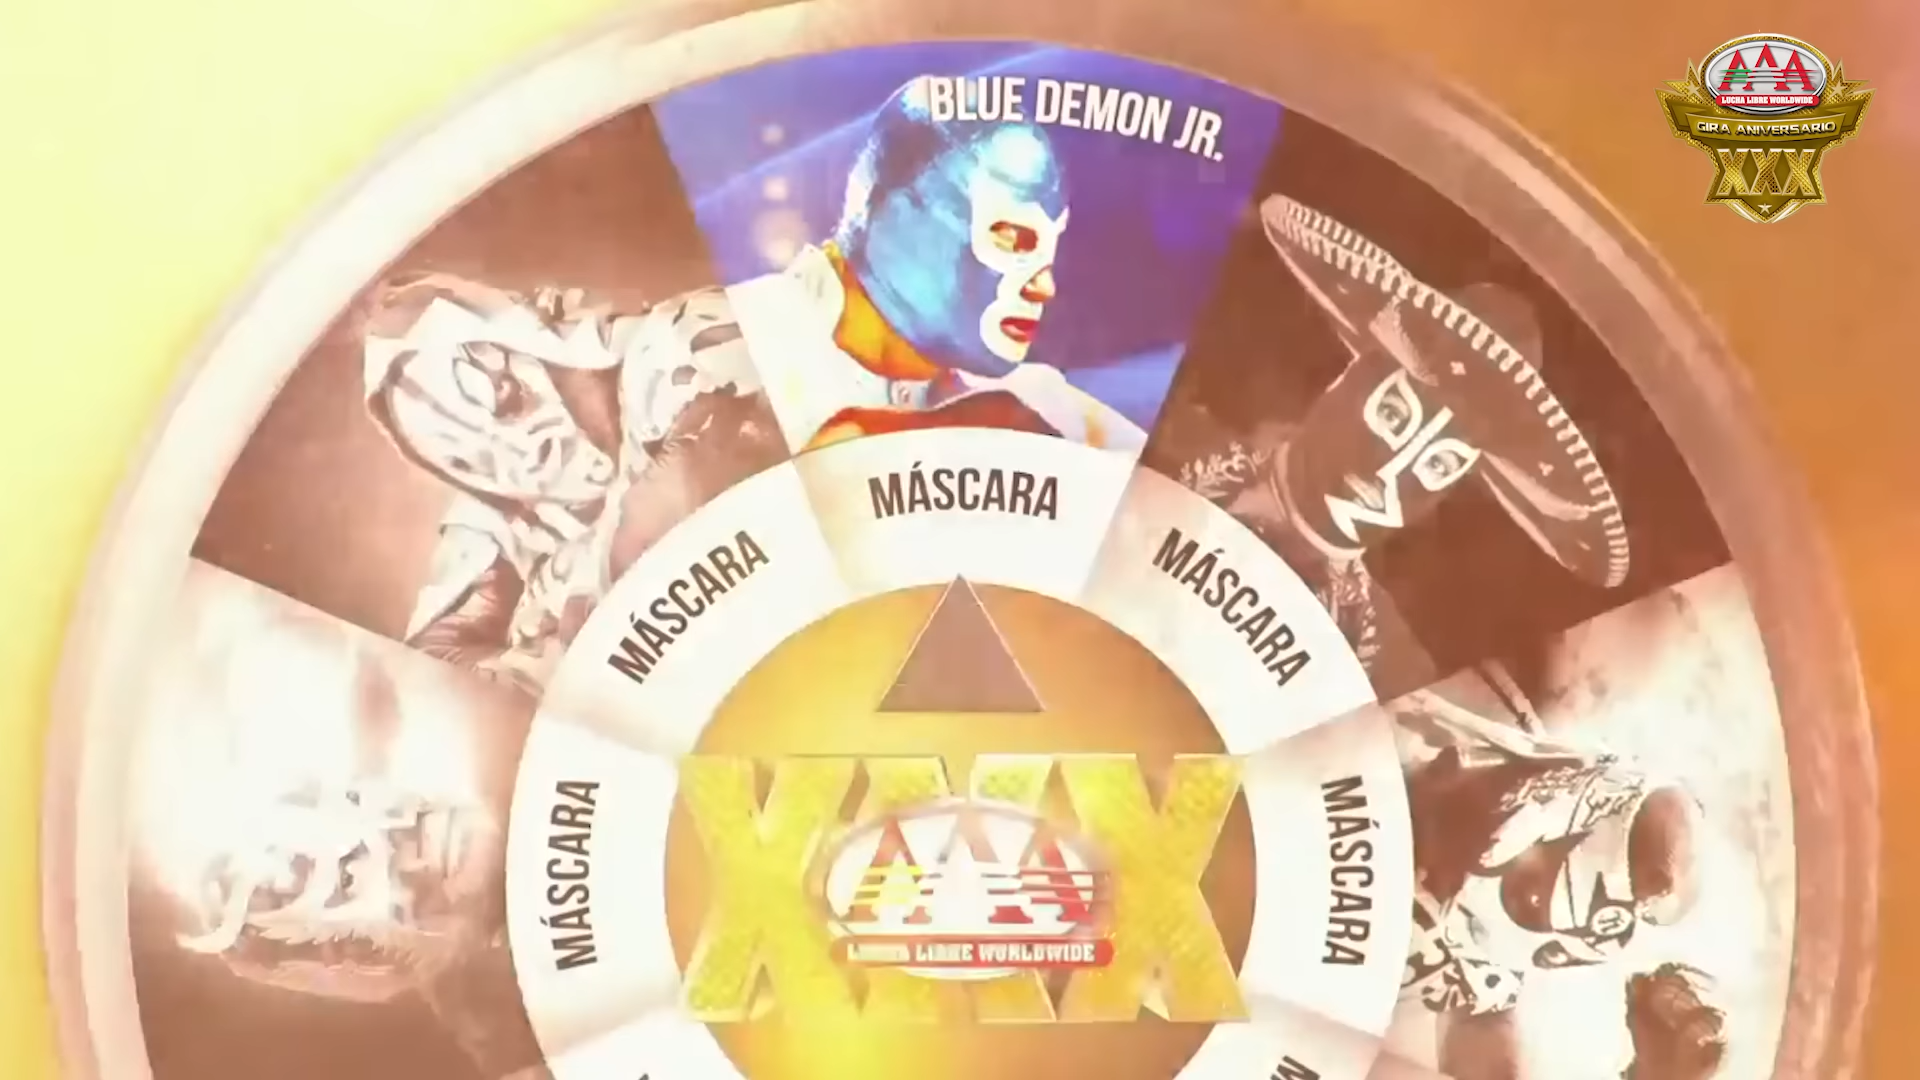 AAA
LUCHA LIBRE WORLDWIDE
GIRA ANIVERSARIO
XXX
BLUE DEMON JR.
MÁSCARA
MÁSCARA
MÁSCARA
MÁSCARA
MÁSCARA
XXX
AAA
LUCHA LIBRE WORLDWIDE